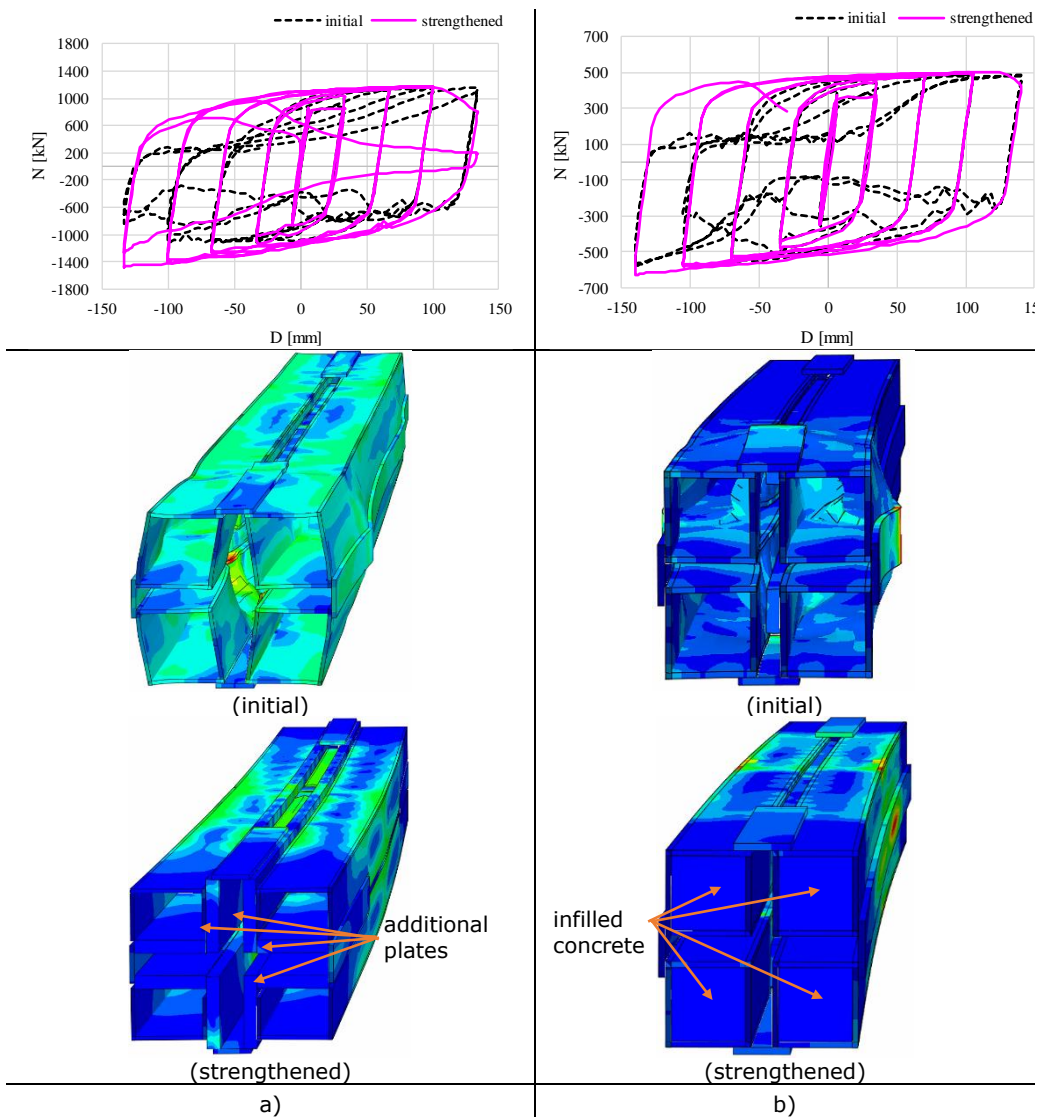 initial strengthened
1800
1400
1000
600
200
-200
-600
-1000
-1400
-1800
N [kN]
-150 -100 -50 0 50 100 150
D [mm]
initial strengthened
700
500
300
100
-100
-300
-500
-700
N [kN]
-150 -100 -50 0 50 100
D [mm]
(initial)
(initial)
additional
plates
infilled
concrete
(strengthened)
(strengthened)
a)
b)